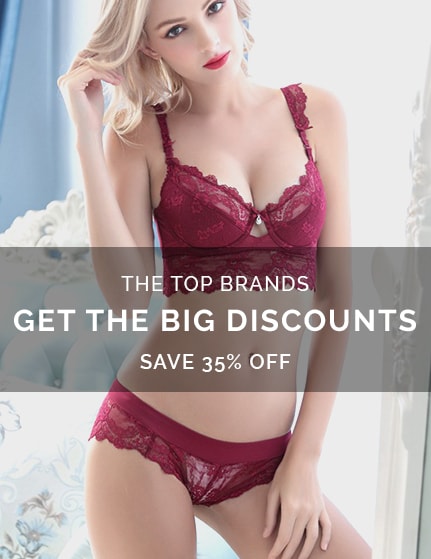 THE TOP BRANDS
GET THE BIG DISCOUNTS
SAVE 35% OFF